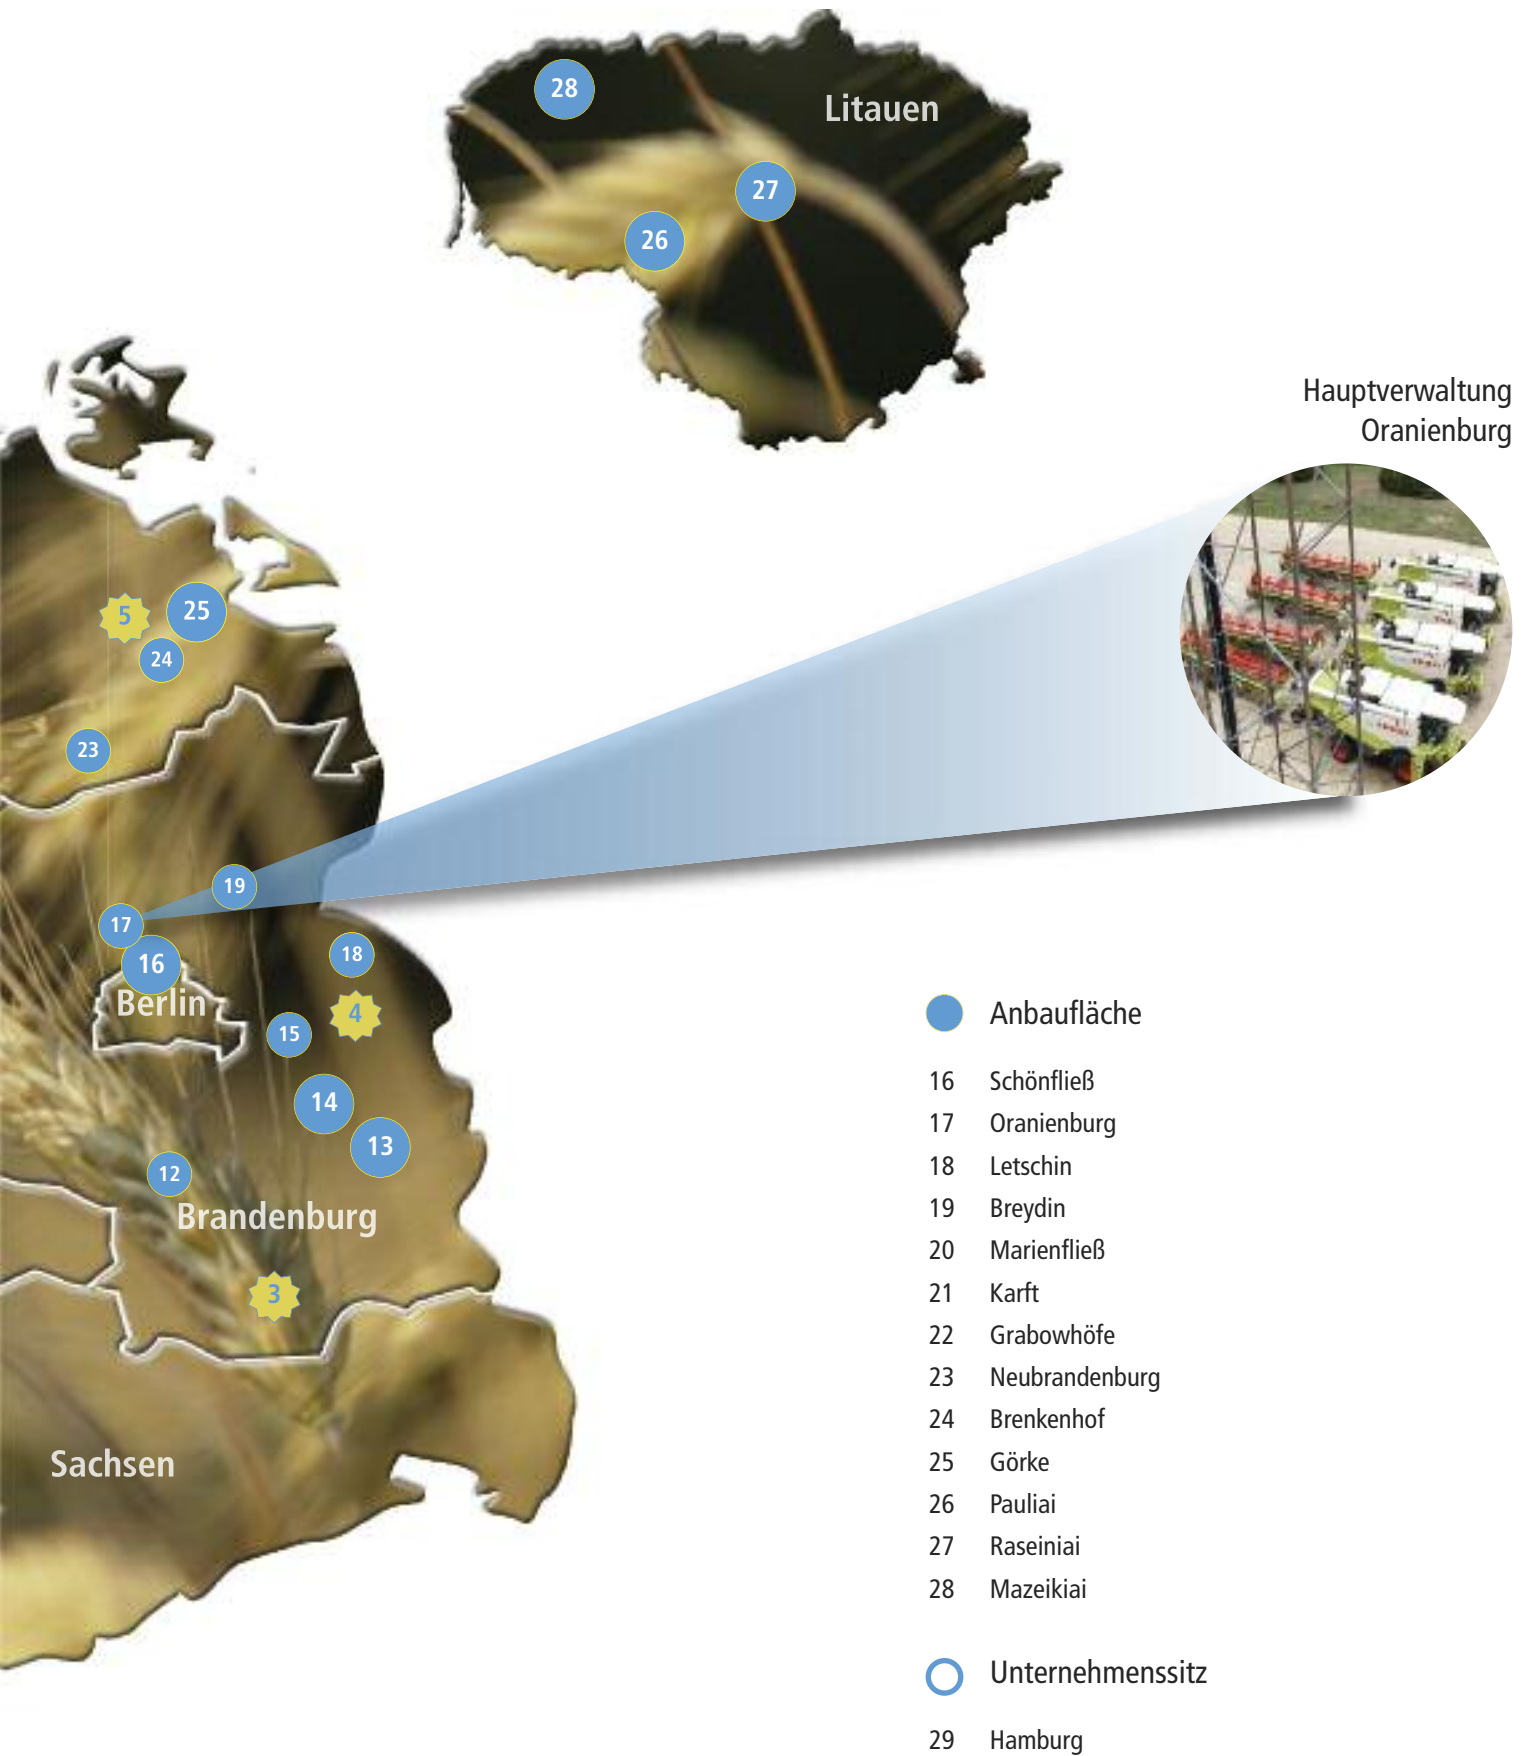 28
Litauen
27
26
Hauptverwaltung
Oranienburg
5
25
24
23
19
17
16
18
Berlin
4
15
14
13
12
Brandenburg
3
Sachsen
Anbaufläche
16 Schönfließ
17 Oranienburg
18 Letschin
19 Breydin
20 Marienfließ
21 Karft
22 Grabowhöfe
23 Neubrandenburg
24 Brenkenhof
25 Görke
26 Pauliai
27 Raseiniai
28 Mazeikiai
Unternehmenssitz
29 Hamburg